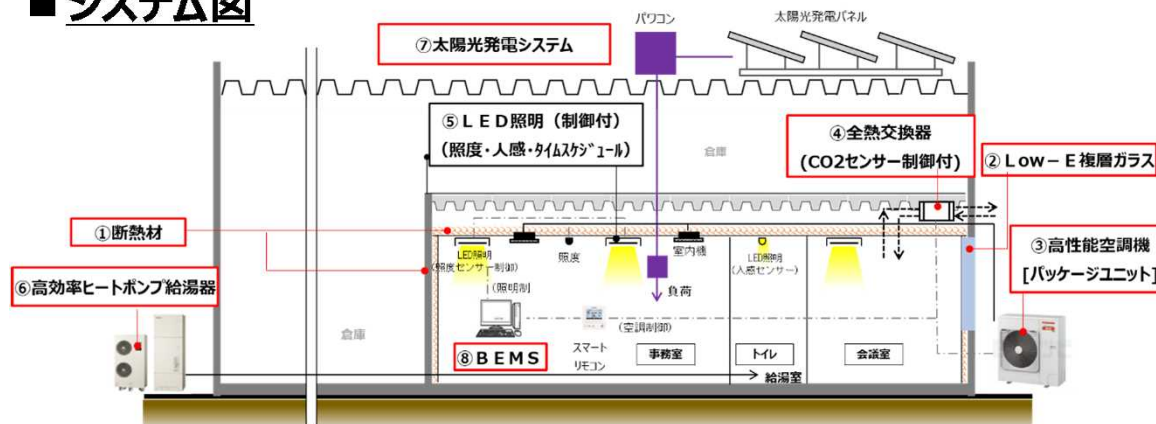 ■ システム図
パワコン
太陽光発電パネル
⑦太陽光発電システム
⑤ＬＥＤ照明（制御付）
（照度・人感・ﾀｲﾑｽｹｼﾞｭｰﾙ）
倉庫
④全熱交換器
(CO2センサー制御付)
②Ｌow－Ｅ複層ガラス
①断熱材
LED照明
(照度センサー制御)
照度
室内機
LED照明
(人感センサー)
③高性能空調機
[パッケージユニット]
⑥高効率ヒートポンプ給湯器
(照明制
負荷
倉庫
(空調制御)
⑧ＢＥＭＳ
スマート
リモコン
事務室
トイレ
会議室
給湯室